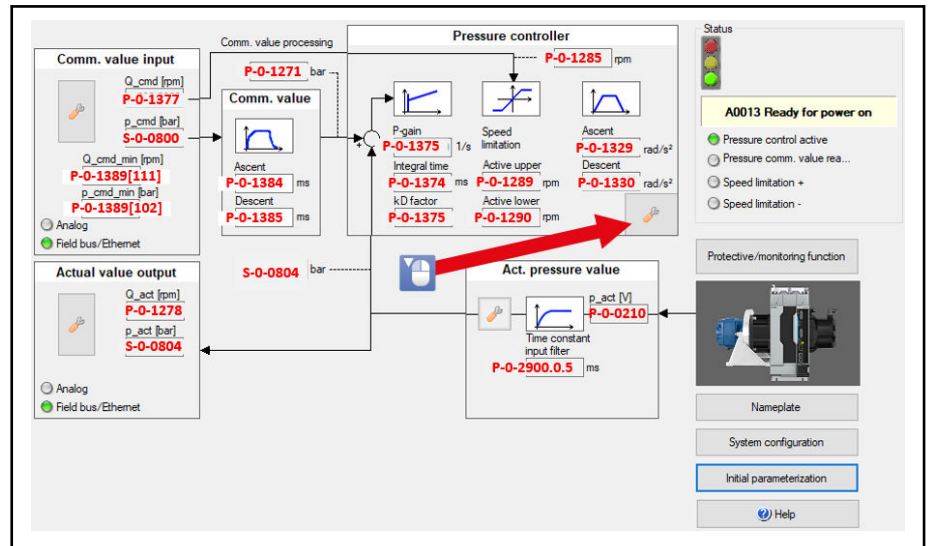 Comm. value input
Q_cmd [rpm]
P-0-1377
p_cmd [bar]
S-0-0800
Q_cmd_min [rpm]
P-0-1389[111]
p_cmd_min [bar]
P-0-1389[102]
Analog
Field bus/Ethernet
Comm. value processing
P-0-1271 bar
Comm. value
Ascent
P-0-1384 ms
Descent
P-0-1385 ms
Pressure controller
P-0-1285 rpm
P-gain
P-0-1375 1/s
Integral time
P-0-1374 ms
kD factor
P-0-1375
Speed
limitation
Active upper
P-0-1289 rpm
Active lower
P-0-1290 rpm
Ascent
P-0-1329 rad/s²
Descent
P-0-1330 rad/s²
Status
A0013 Ready for power on
Pressure control active
Pressure comm. value rea...
Speed limitation +
Speed limitation -
Actual value output
Q_act [rpm]
P-0-1278
p_act [bar]
S-0-0804
Analog
Field bus/Ethernet
S-0-0804 bar
Act. pressure value
p_act [V]
P-0-0210
Time constant
input filter
P-0-2900.0.5 ms
Protective/monitoring function
Nameplate
System configuration
Initial parameterization
Help